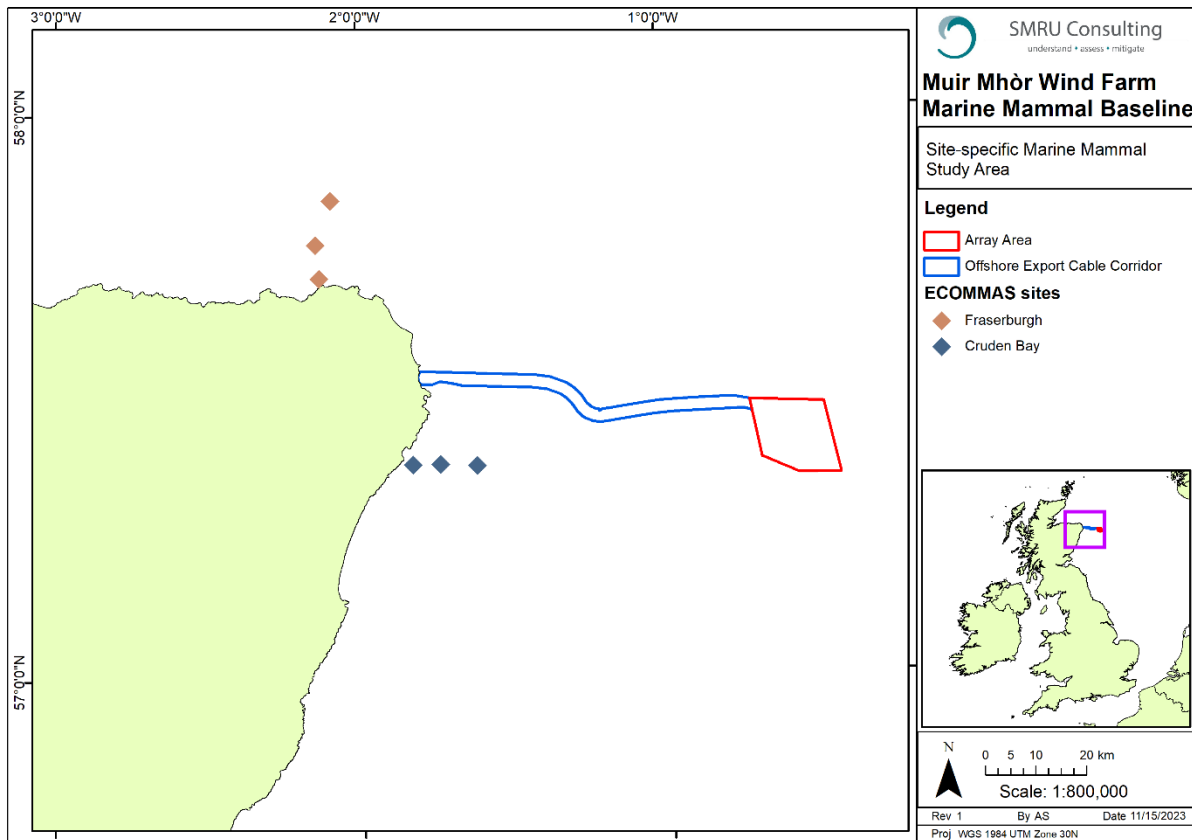 3°0'0"W
2°0'0"W
1°0'0"W
58°0'0"N
57°0'0"N
SMRU Consulting
understand • assess • mitigate
Muir Mhòr Wind Farm
Marine Mammal Baseline
Site-specific Marine Mammal
Study Area
Legend
Array Area
Offshore Export Cable Corridor
ECOMMAS sites
Fraserburgh
Cruden Bay
N
0 5 10 20 km
Scale: 1:800,000
Rev 1 By AS Date 11/15/2023
Proj WGS 1984 UTM Zone 30N